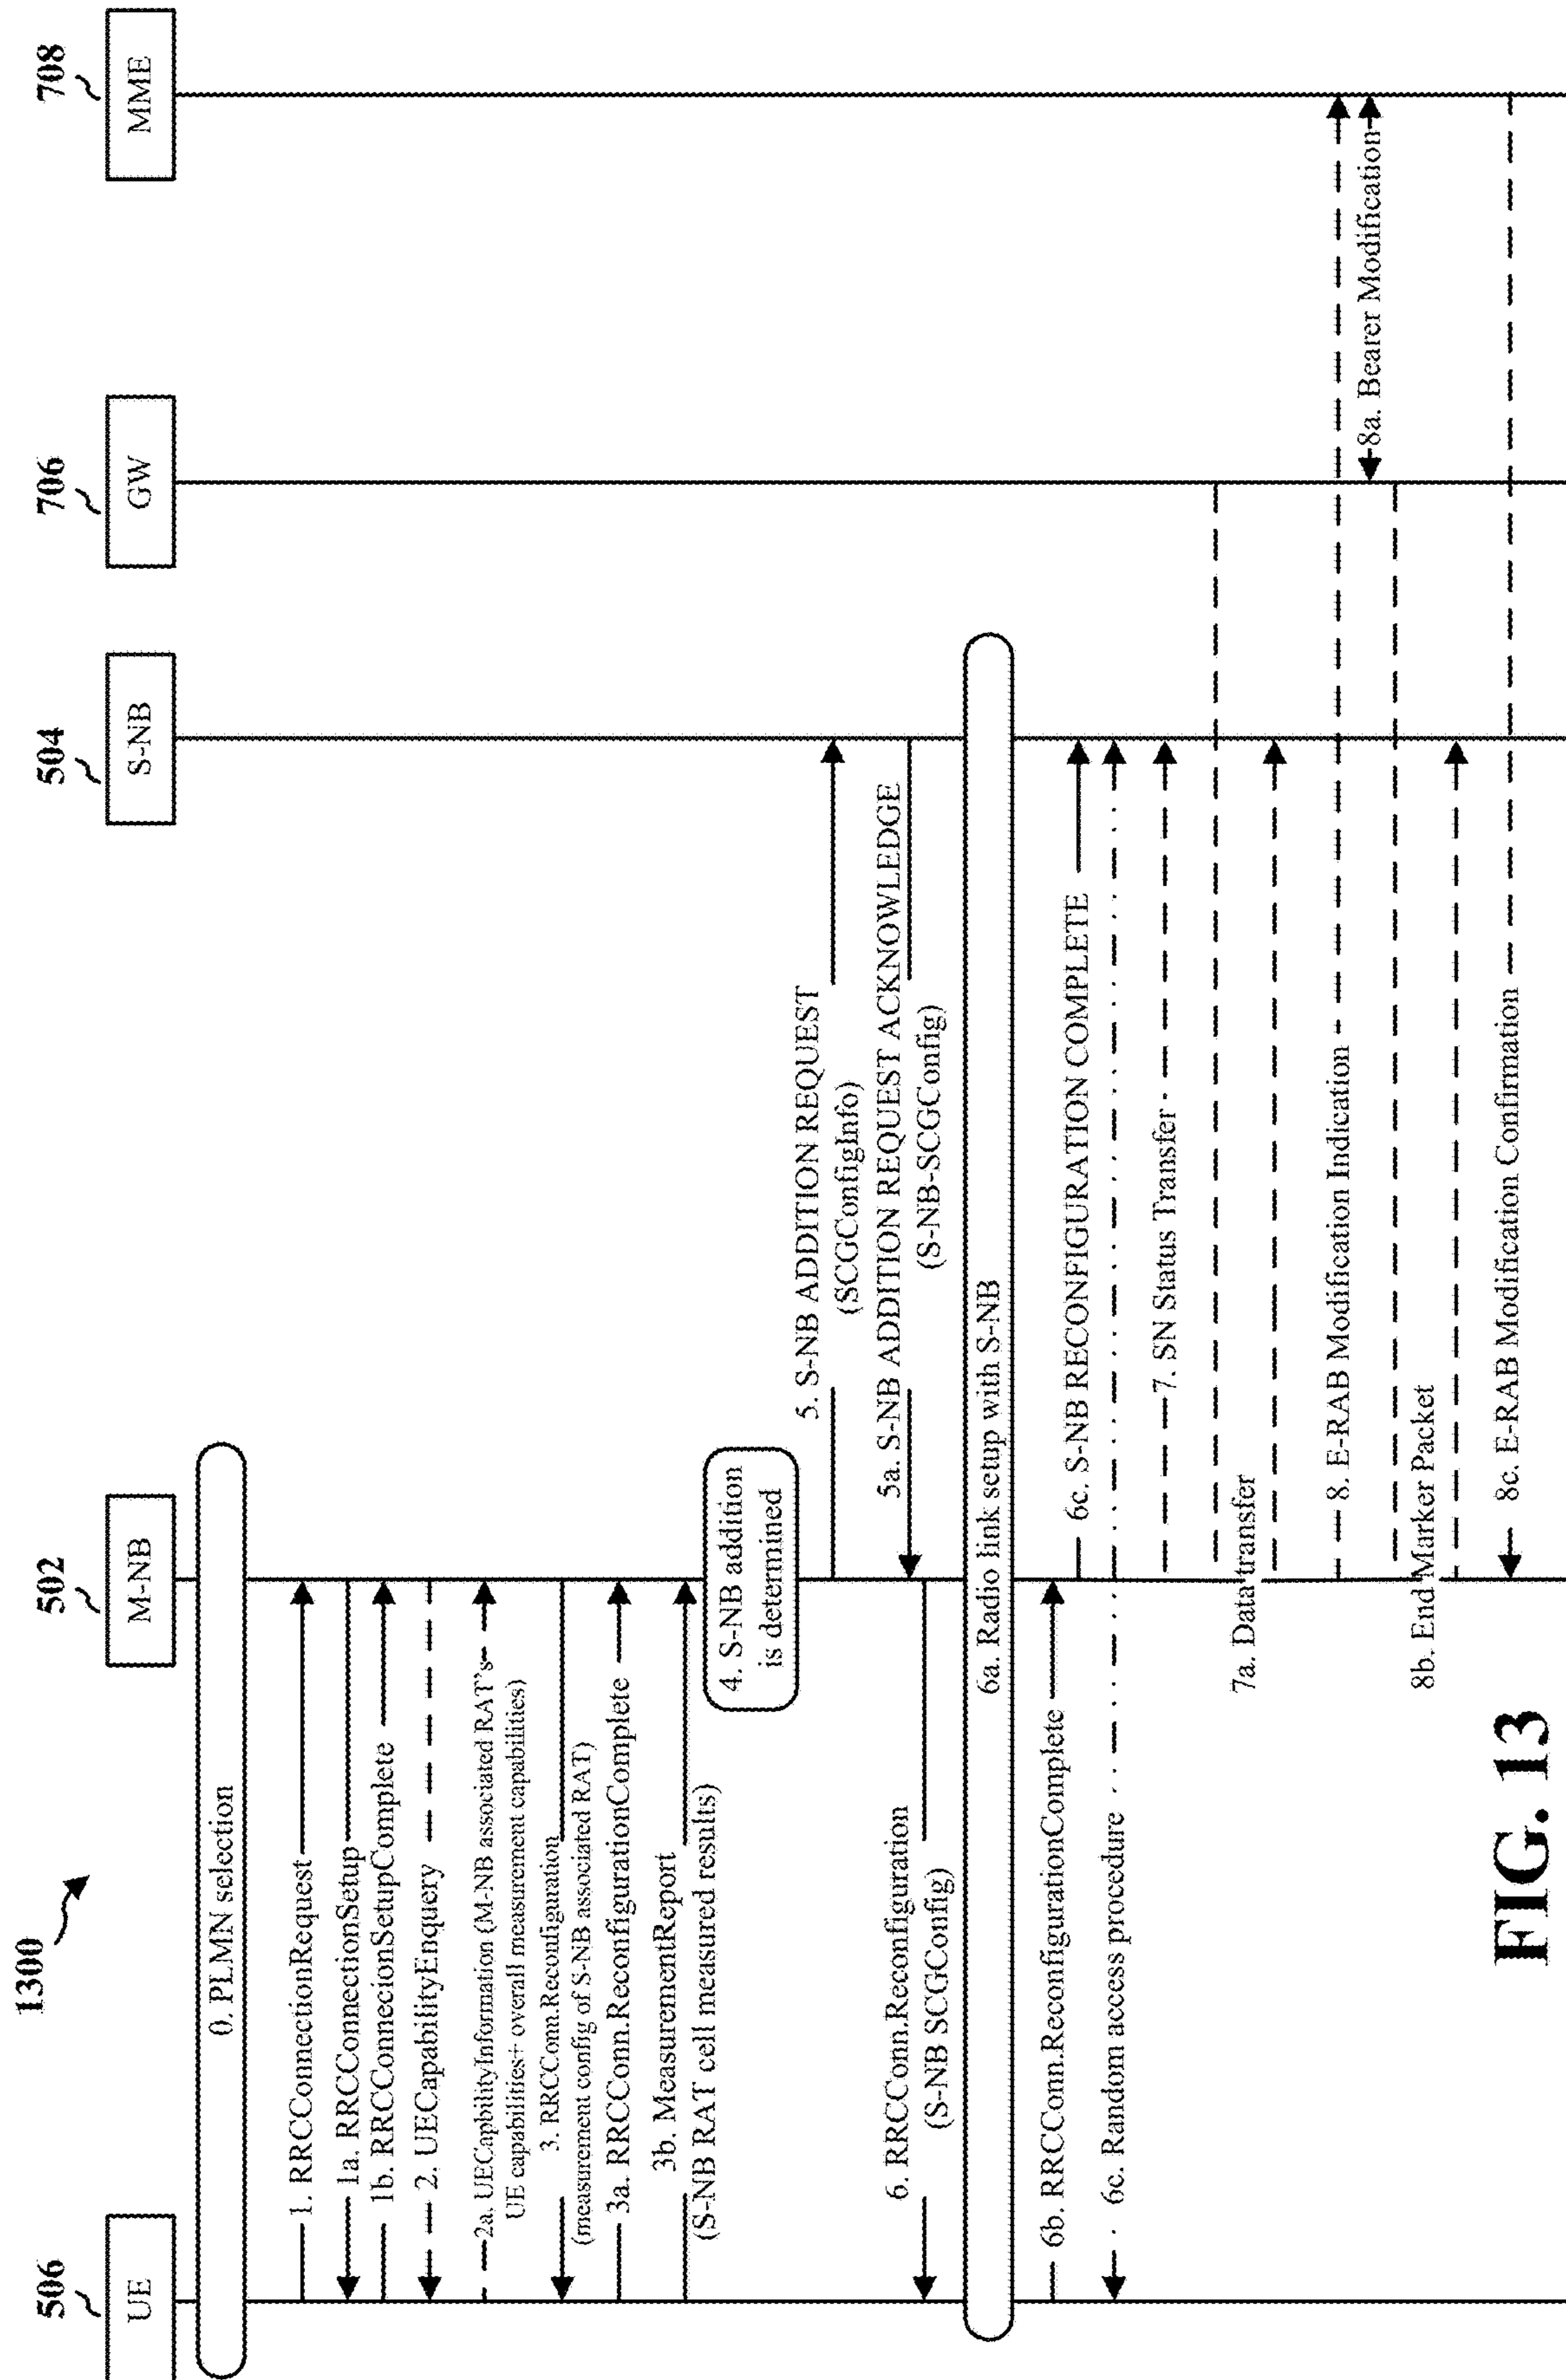 1300
506
502
504
706
708
UE
M-NB
S-NB
GW
MME
0. PLMN selection
1. RRCConnectionRequest
1a. RRCConnectionSetup
1b. RRCConnecionSetupComplete
2. UECapabilityEnquery
2a. UECapbilityInformation (M-NB associated RAT's
UE capabilities+ overall measurement capabilities)
3. RRCConn.Reconfiguration
(measurement config of S-NB associated RAT)
3a. RRCConn.ReconfigurationComplete
3b. MeasurementReport
(S-NB RAT cell measured results)
4. S-NB addition
is determined
5. S-NB ADDITION REQUEST
(SCGConfigInfo)
5a. S-NB ADDITION REQUEST ACKNOWLEDGE
(S-NB-SCGConfig)
6. RRCConn.Reconfiguration
(S-NB SCGConfig)
6a. Radio link setup with S-NB
6b. RRCConn.ReconfigurationComplete
6c. S-NB RECONFIGURATION COMPLETE
6c. Random access procedure
7. SN Status Transfer
7a. Data transfer
8. E-RAB Modification Indication
8a. Bearer Modification
8b. End Marker Packet
8c. E-RAB Modification Confirmation
FIG. 13